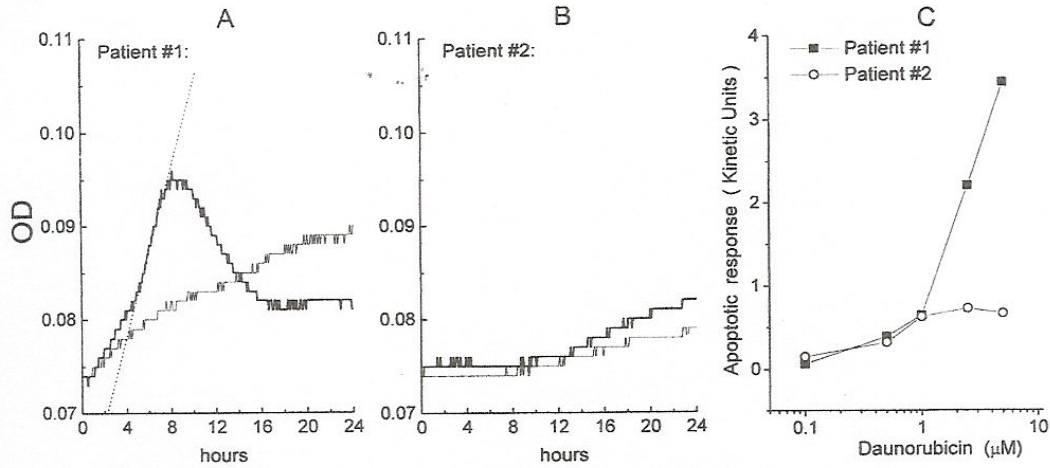 A
Patient #1:
0.11
0.10
0.09
0.08
0.07
OD
0 4 8 12 16 20 24
hours
B
Patient #2:
0.11
0.10
0.09
0.08
0.07
0 4 8 12 16 20 24
hours
C
Patient #1
Patient #2
4
3
2
1
0
Apoptotic response ( Kinetic Units )
0.1 1 10
Daunorubicin (μM)